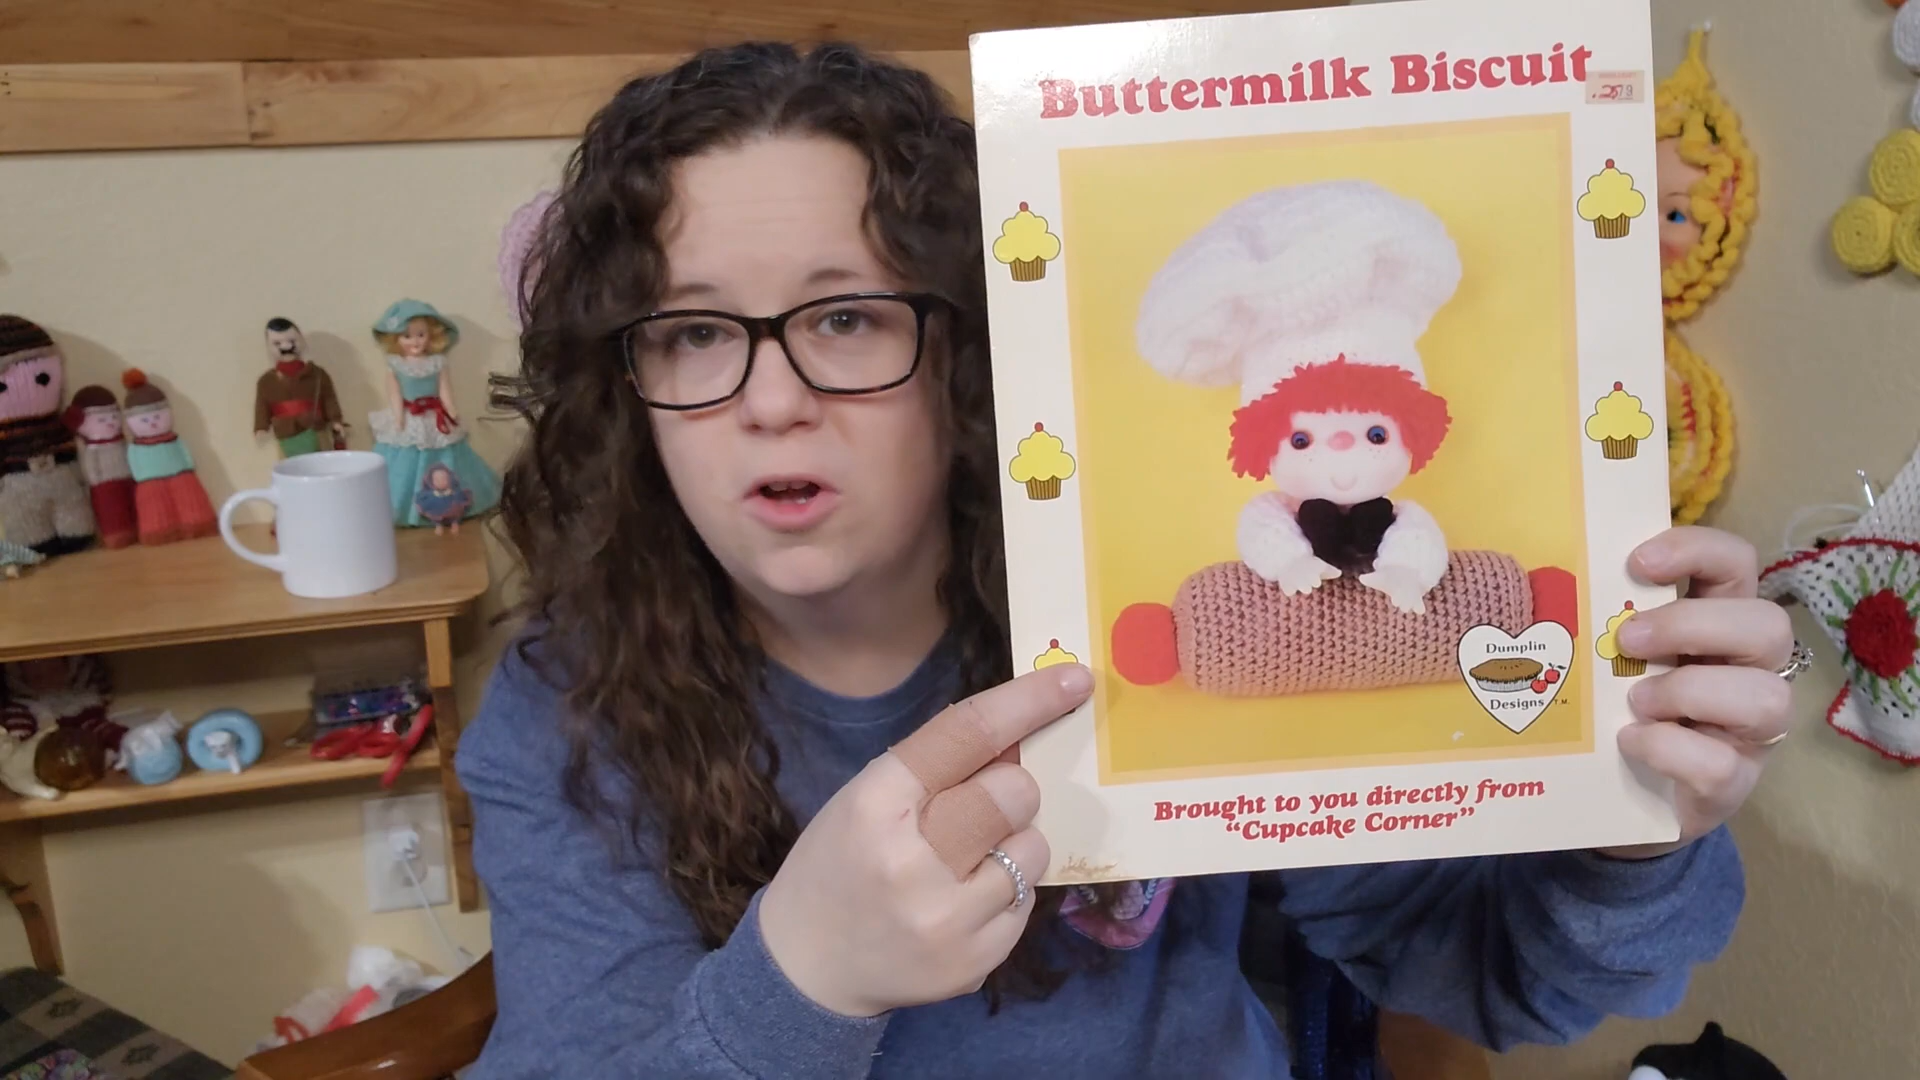 Buttermilk Biscuit
Dumplin
Designs T.M.
Brought to you directly from
“Cupcake Corner”